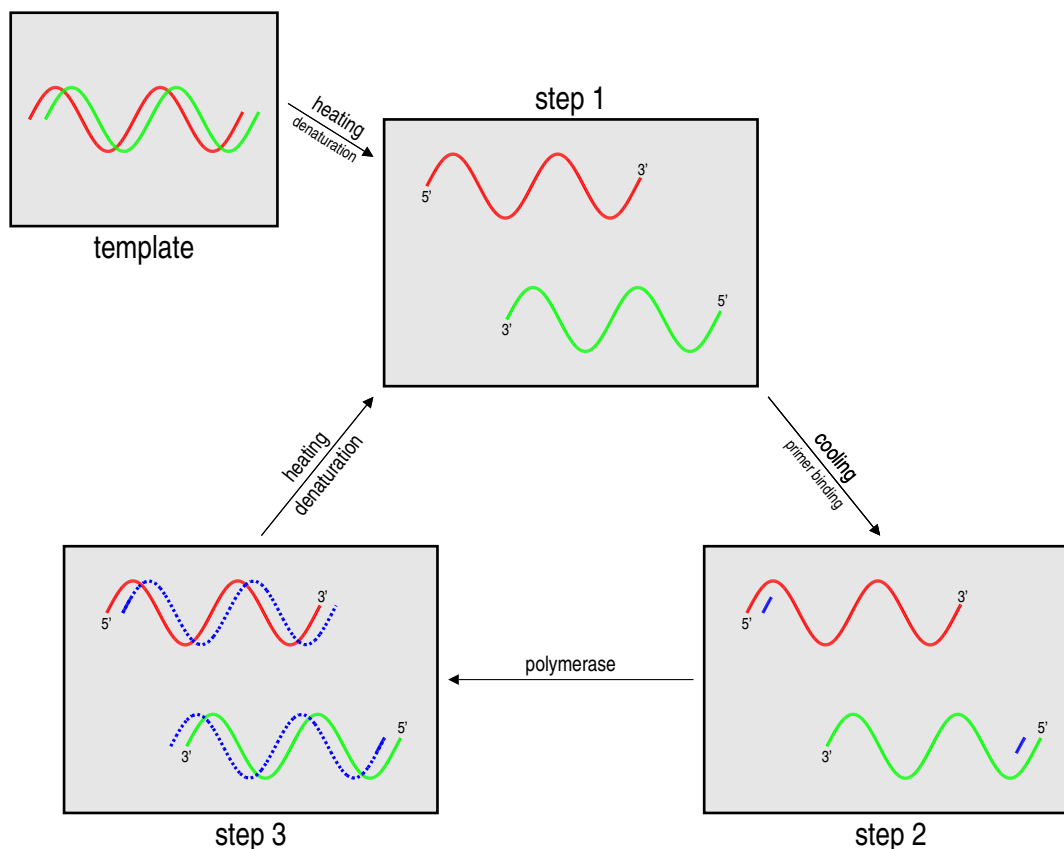 template
heating
denaturation
step 1
5'
3'
3'
5'
cooling
primer binding
step 2
5'
3'
3'
5'
polymerase
step 3
5'
3'
3'
5'
heating
denaturation